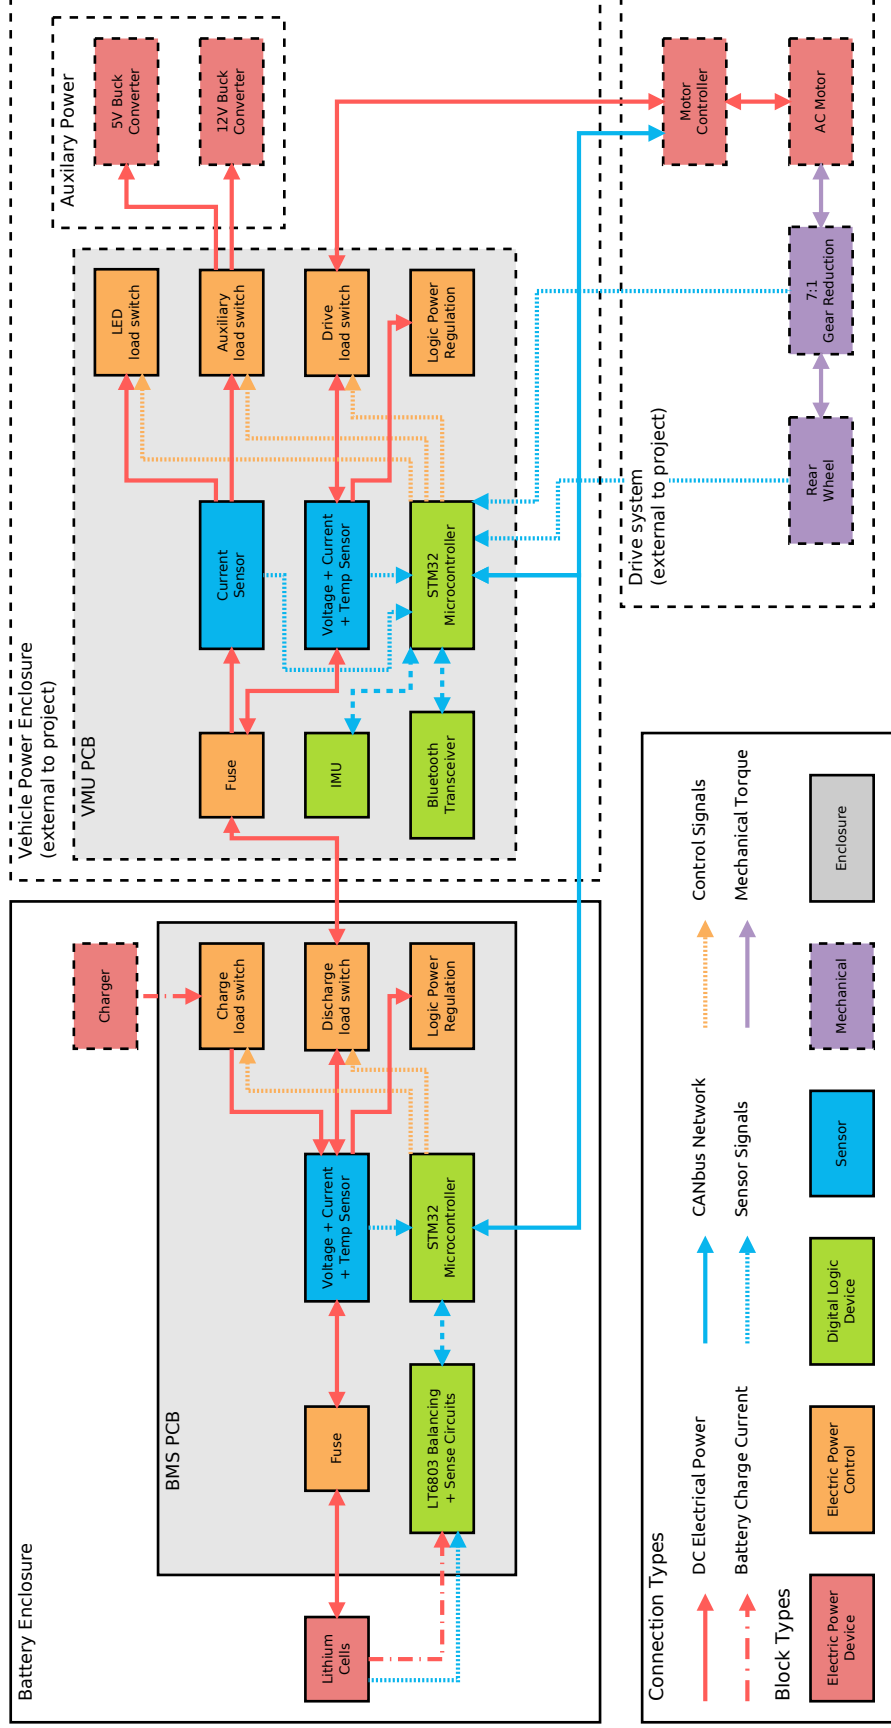 Battery Enclosure
BMS PCB
Lithium
Cells
Fuse
LT6803 Balancing
+ Sense Circuits
Voltage + Current
+ Temp Sensor
STM32
Microcontroller
Charger
Charge
load switch
Discharge
load switch
Logic Power
Regulation
Vehicle Power Enclosure
(external to project)
VMU PCB
Fuse
IMU
Bluetooth
Transceiver
Current
Sensor
Voltage + Current
+ Temp Sensor
STM32
Microcontroller
LED
load switch
Auxiliary
load switch
Drive
load switch
Logic Power
Regulation
Auxilary Power
5V Buck
Converter
12V Buck
Converter
Drive system
(external to project)
Rear
Wheel
7:1
Gear Reduction
Motor
Controller
AC Motor
Connection Types
DC Electrical Power
Battery Charge Current
CANbus Network
Sensor Signals
Control Signals
Mechanical Torque
Block Types
Electric Power
Device
Electric Power
Control
Digital Logic
Device
Sensor
Mechanical
Enclosure